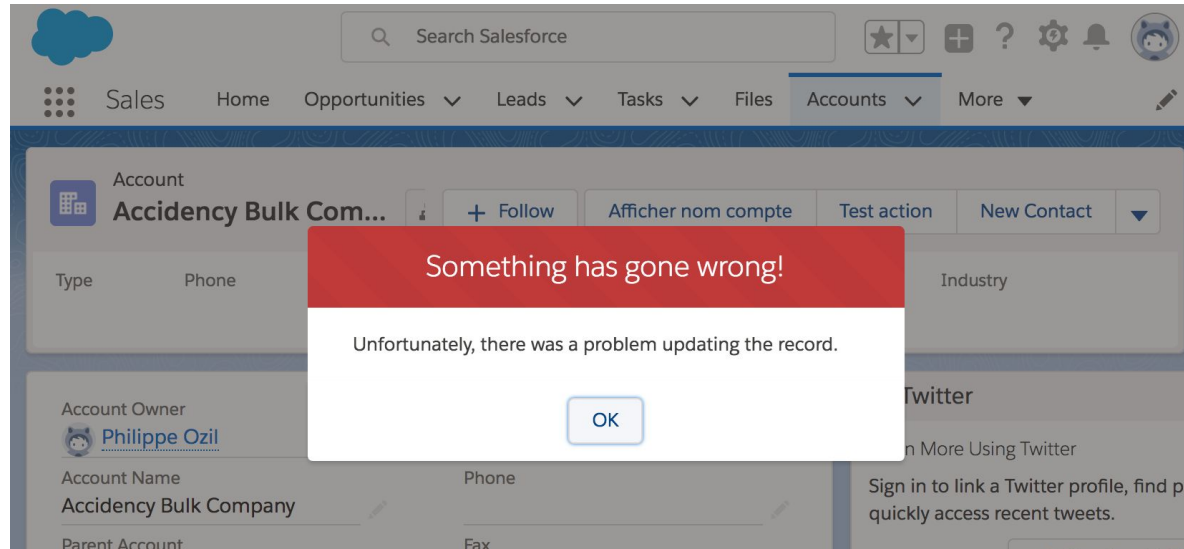 Search Salesforce
Sales Home Opportunities Leads Tasks Files Accounts More
Account
Accidency Bulk Com...
+ Follow Afficher nom compte Test action New Contact
Type Phone Industry
Something has gone wrong!
Unfortunately, there was a problem updating the record.
OK
Account Owner
Philippe Ozil
Account Name Phone
Accidency Bulk Company
Parent Account Fax
Twitter
More Using Twitter
Sign in to link a Twitter profile, find
quickly access recent tweets.